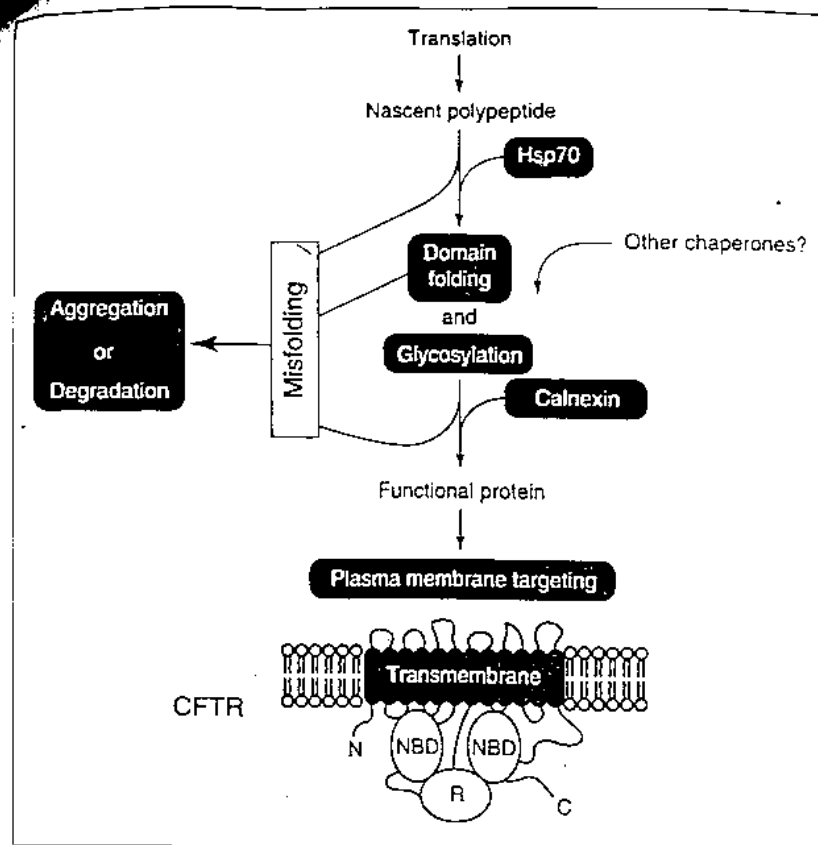 Translation
Nascent polypeptide
Hsp70
Other chaperones?
Domain
folding
and
Glycosylation
Misfolding
Aggregation
or
Degradation
Calnexin
Functional protein
Plasma membrane targeting
Transmembrane
CFTR
N
NBD
NBD
R
C